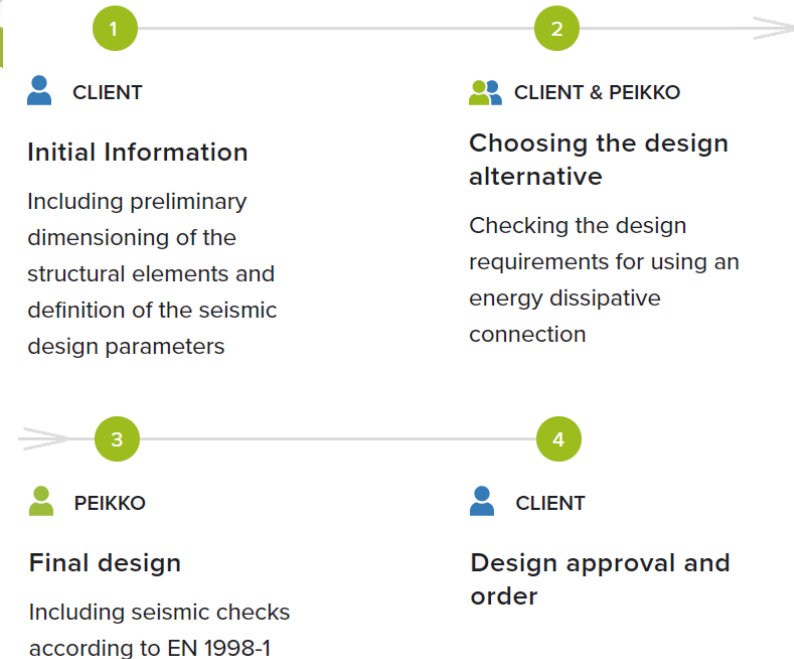 1
CLIENT
Initial Information
Including preliminary
dimensioning of the
structural elements and
definition of the seismic
design parameters
2
CLIENT & PEIKKO
Choosing the design
alternative
Checking the design
requirements for using an
energy dissipative
connection
3
PEIKKO
Final design
Including seismic checks
according to EN 1998-1
4
CLIENT
Design approval and
order